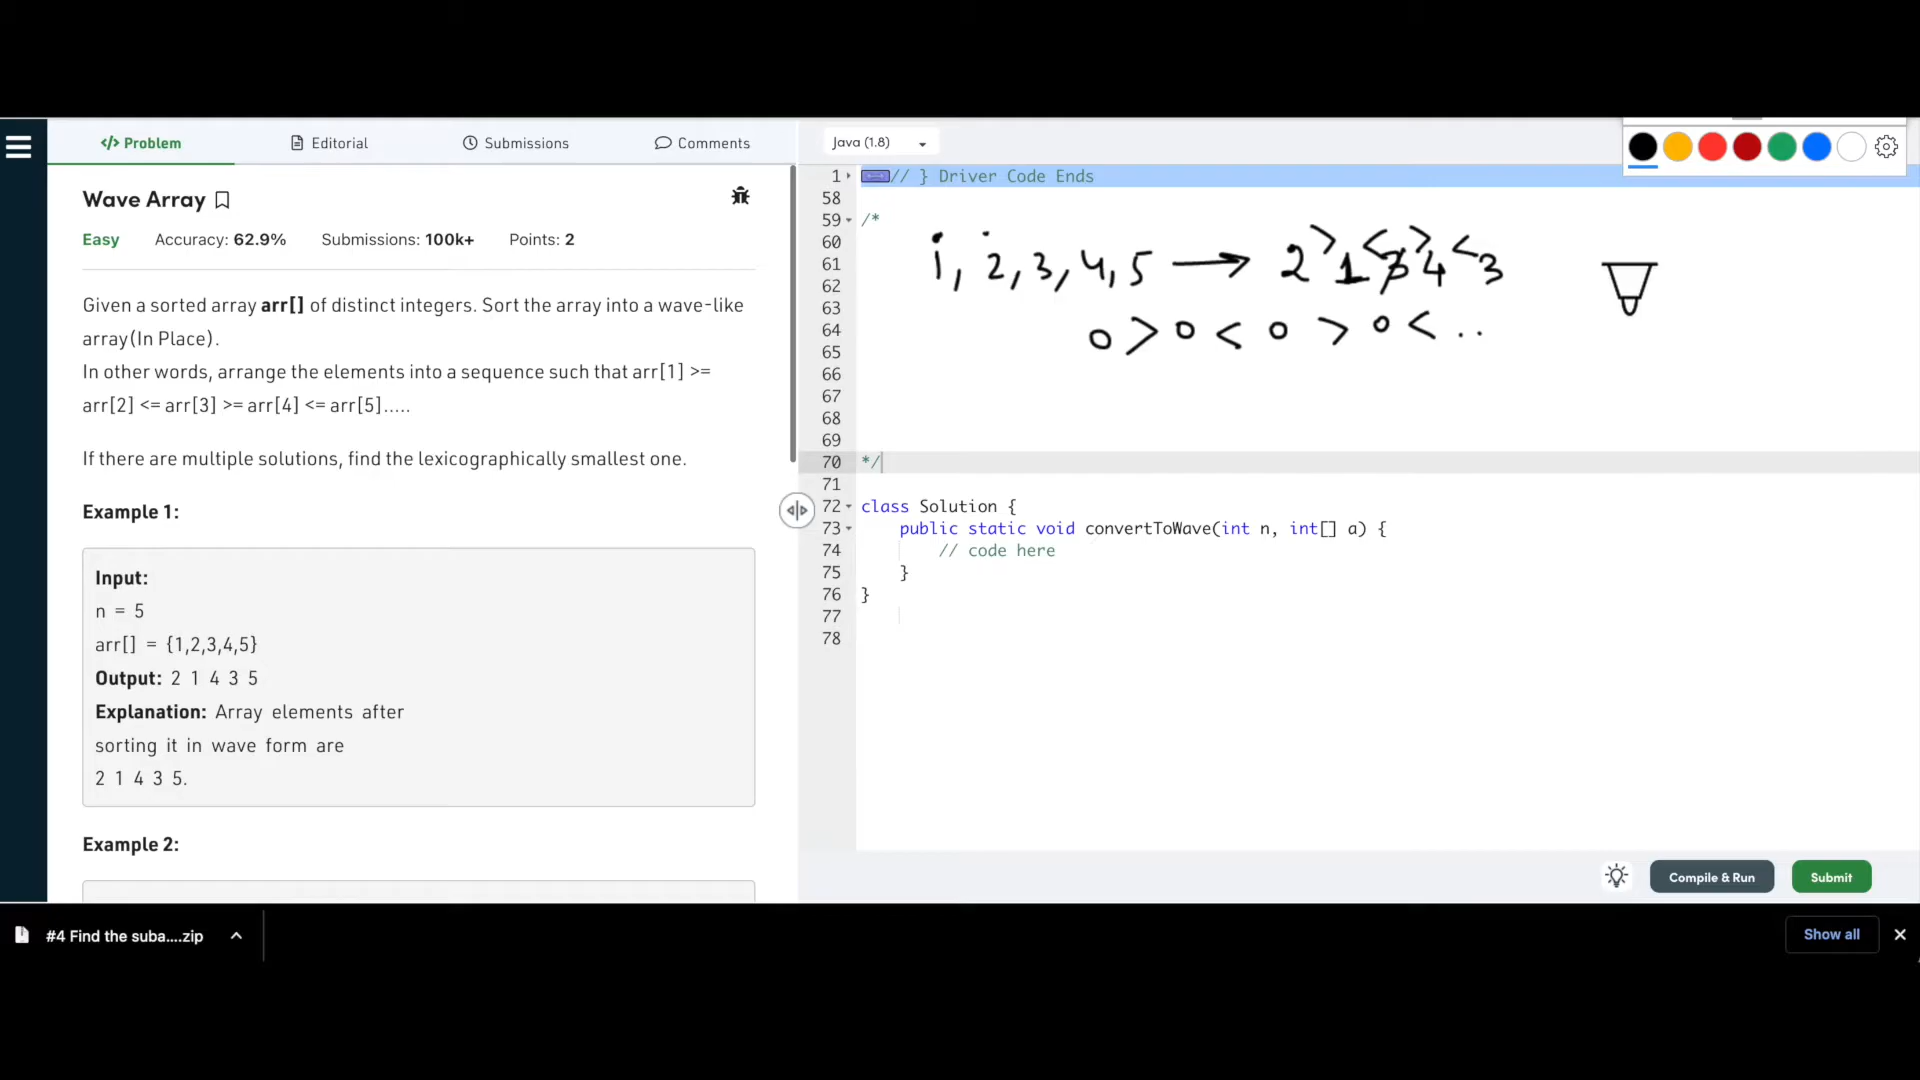 Problem
Editorial
Submissions
Comments
Java (1.8)
Wave Array
Easy Accuracy: 62.9% Submissions: 100k+ Points: 2
Given a sorted array arr[] of distinct integers. Sort the array into a wave-like
array(In Place).
In other words, arrange the elements into a sequence such that arr[1] >=
arr[2] <= arr[3] >= arr[4] <= arr[5].....
If there are multiple solutions, find the lexicographically smallest one.
Example 1:
Input:
n = 5
arr[] = {1,2,3,4,5}
Output: 2 1 4 3 5
Explanation: Array elements after
sorting it in wave form are
2 1 4 3 5.
Example 2:
1 // } Driver Code Ends
58
59 /*
60
61
62
63
64
65
66
67
68
69
70 */
71
72 class Solution {
73 public static void convertToWave(int n, int[] a) {
74 // code here
75 }
76 }
77
78
1, 2, 3, 4, 5 → 2 > 1 < > 4 < 3
0 > 0 < 0 > 0 < ..
Compile & Run
Submit
#4 Find the suba....zip
Show all